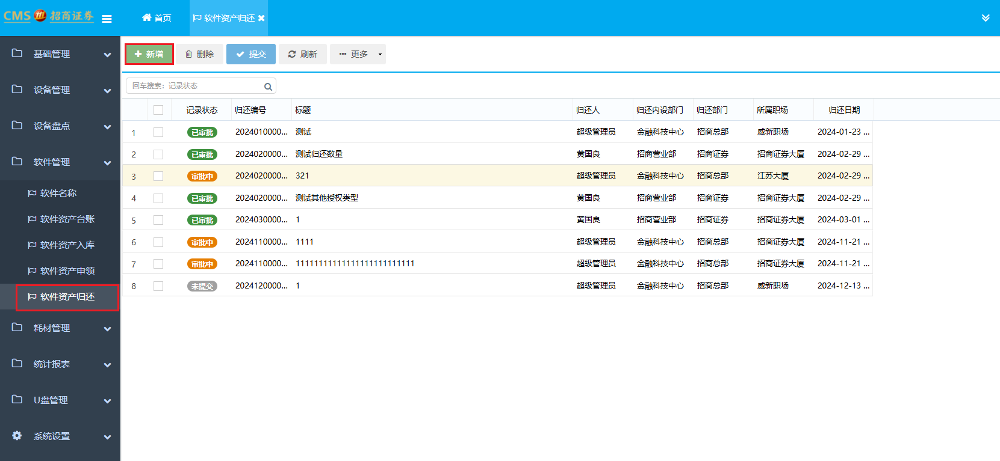 CMS 招商证券
首页
软件资产归还
基础管理
设备管理
设备盘点
软件管理
软件名称
软件资产台账
软件资产入库
软件资产申领
软件资产归还
耗材管理
统计报表
U盘管理
系统设置
新增 删除 提交 刷新 更多
回车搜索：记录状态
记录状态 归还编号 标题 归还人 归还内设部门 归还部门 所属职场 归还日期
1 已审批 2024010000... 测试 超级管理员 金融科技中心 招商总部 威新职场 2024-01-23 ...
2 已审批 2024020000... 测试归还数量 黄国良 招商营业部 招商证券 招商证券大厦 2024-02-29 ...
3 审批中 2024020000... 321 超级管理员 金融科技中心 招商总部 江苏大厦 2024-02-29 ...
4 已审批 2024020000... 测试其他授权类型 黄国良 招商营业部 招商证券 招商证券大厦 2024-02-29 ...
5 已审批 2024030000... 1 黄国良 招商营业部 招商证券 招商证券大厦 2024-03-01 ...
6 审批中 2024110000... 1111 超级管理员 金融科技中心 招商总部 招商证券大厦 2024-11-21 ...
7 审批中 2024110000... 11111111111111111111111111 超级管理员 金融科技中心 招商总部 招商证券大厦 2024-11-21 ...
8 未提交 2024120000... 1 超级管理员 金融科技中心 招商总部 威新职场 2024-12-13 ...